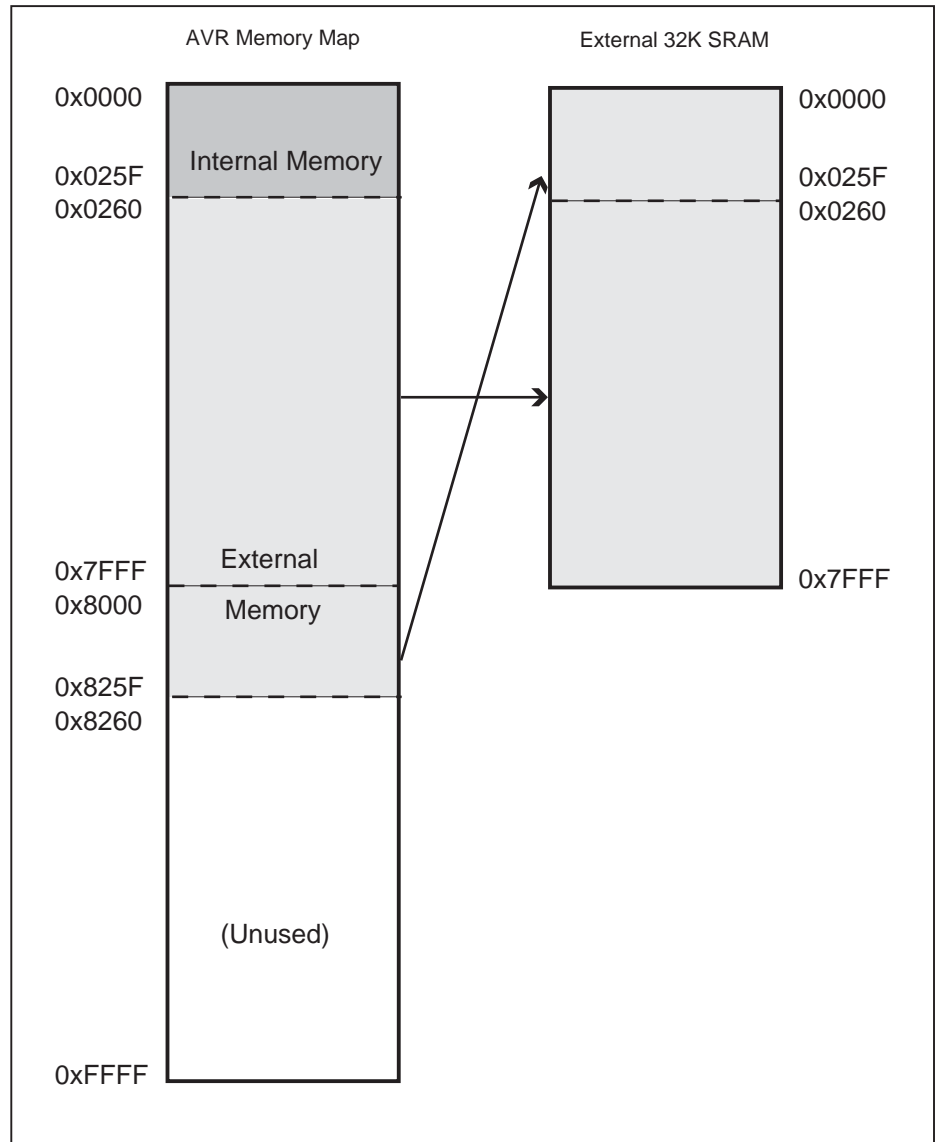 AVR Memory Map
0x0000
Internal Memory
0x025F
0x0260
External
0x7FFF
0x8000
Memory
0x825F
0x8260
(Unused)
0xFFFF
External 32K SRAM
0x0000
0x025F
0x0260
0x7FFF